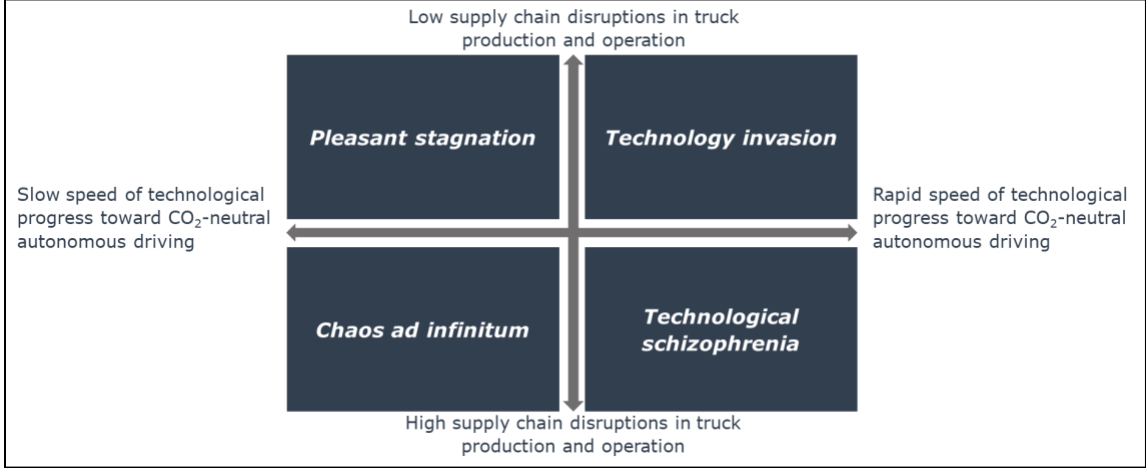 Low supply chain disruptions in truck
production and operation
Pleasant stagnation
Technology invasion
Slow speed of technological
progress toward CO₂-neutral
autonomous driving
Rapid speed of technological
progress toward CO₂-neutral
autonomous driving
Chaos ad infinitum
Technological
schizophrenia
High supply chain disruptions in truck
production and operation